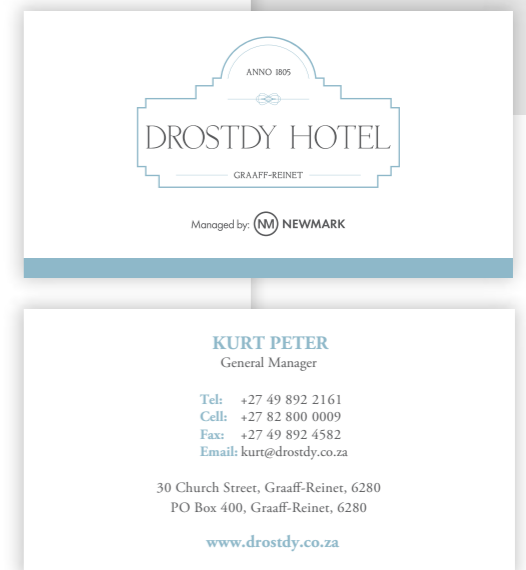 ANNO 1805
DROSTDY HOTEL
GRAAFF-REINET
Managed by: NM NEWMARK
KURT PETER
General Manager
Tel: +27 49 892 2161
Cell: +27 82 800 0009
Fax: +27 49 892 4582
Email: kurt@drostdy.co.za
30 Church Street, Graaff-Reinet, 6280
PO Box 400, Graaff-Reinet, 6280
www.drostdy.co.za